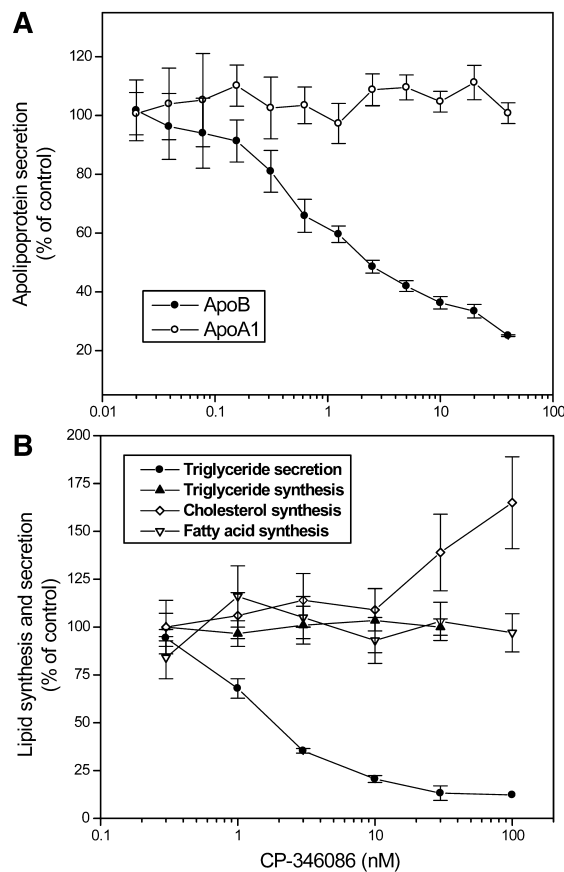 A
Apolipoprotein secretion
(% of control)
120
100
80
60
40
20
ApoB
ApoA1
0.01
0.1
1
10
100
B
Lipid synthesis and secretion
(% of control)
200
175
150
125
100
75
50
25
0
Triglyceride secretion
Triglyceride synthesis
Cholesterol synthesis
Fatty acid synthesis
0.1
1
10
100
CP-346086 (nM)